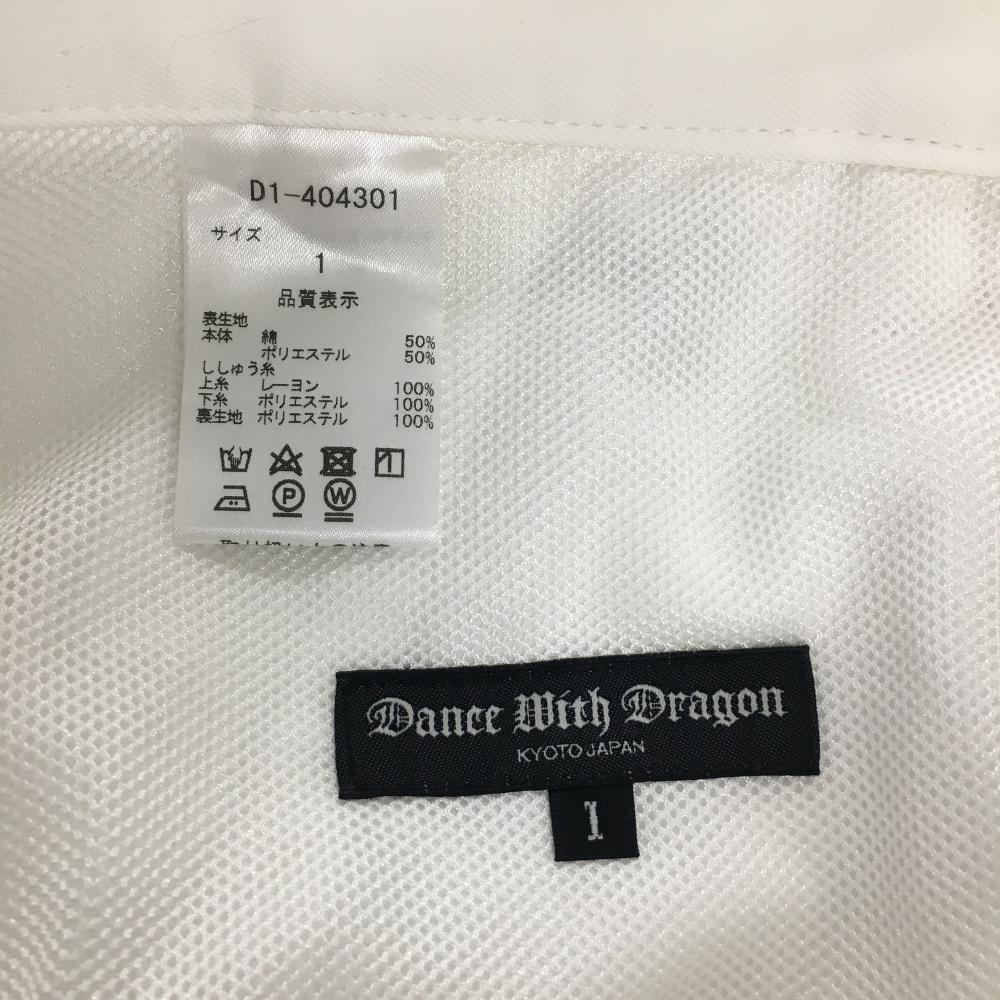 D1-404301
サイズ
1
品質表示
表生地
本体 綿 50%
ポリエステル 50%
ししゅう糸
上糸 レーヨン 100%
下糸 ポリエステル 100%
裏生地 ポリエステル 100%
P W
Dance With Dragon
KYOTO JAPAN
1